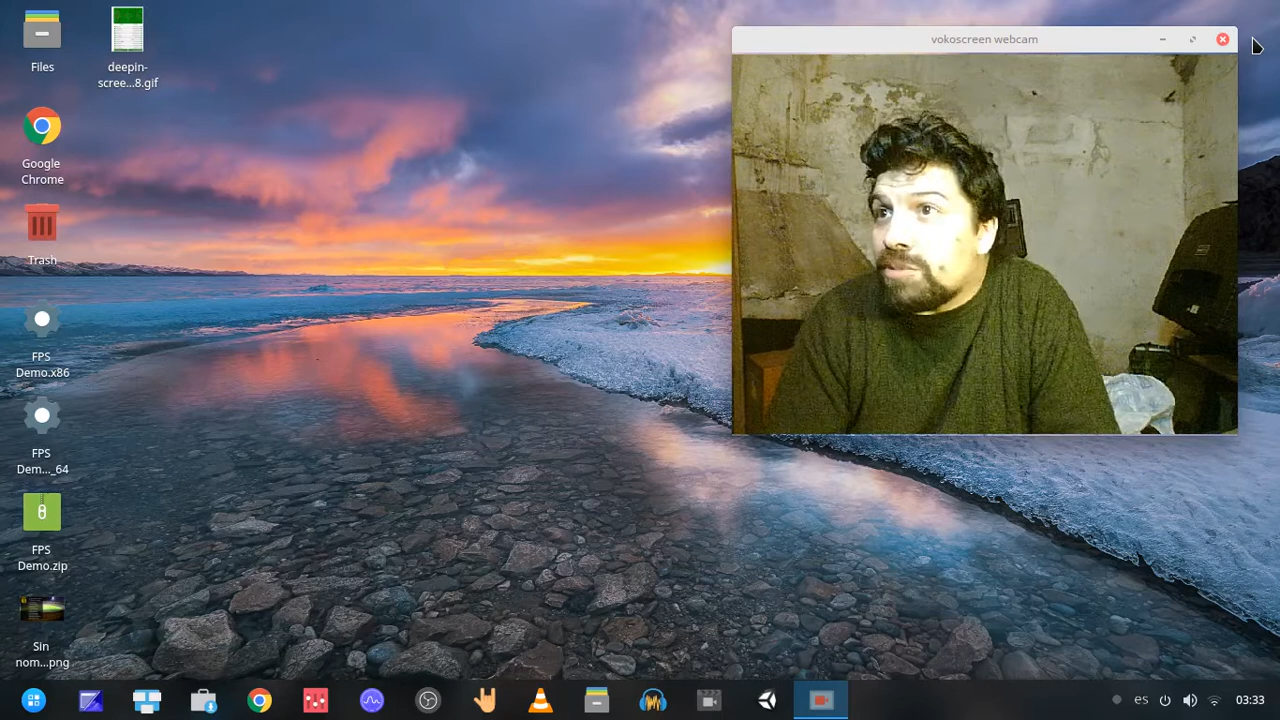 Files
deepin-
scree...8.gif
vokoscreen webcam
Google
Chrome
Trash
FPS
Demo.x86
FPS
Dem..._64
FPS
Demo.zip
Sin
nom...png
es
03:33